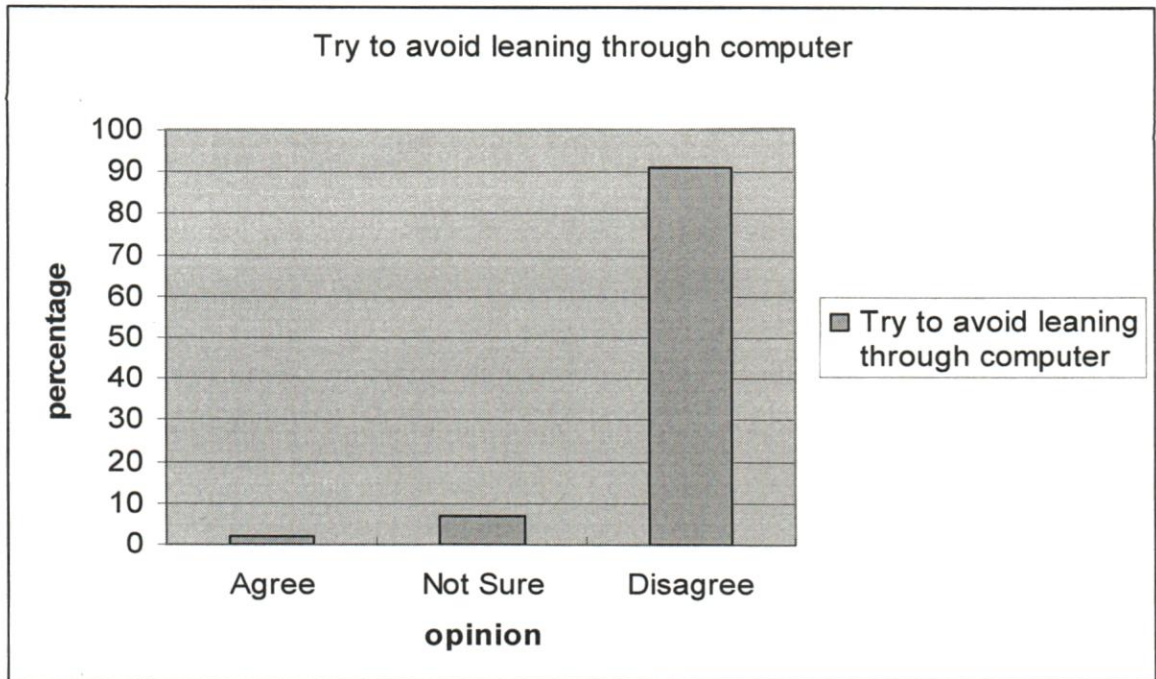 Try to avoid leaning through computer
100
90
80
70
60
50
40
30
20
10
0
percentage
Agree Not Sure Disagree
opinion
Try to avoid leaning
through computer